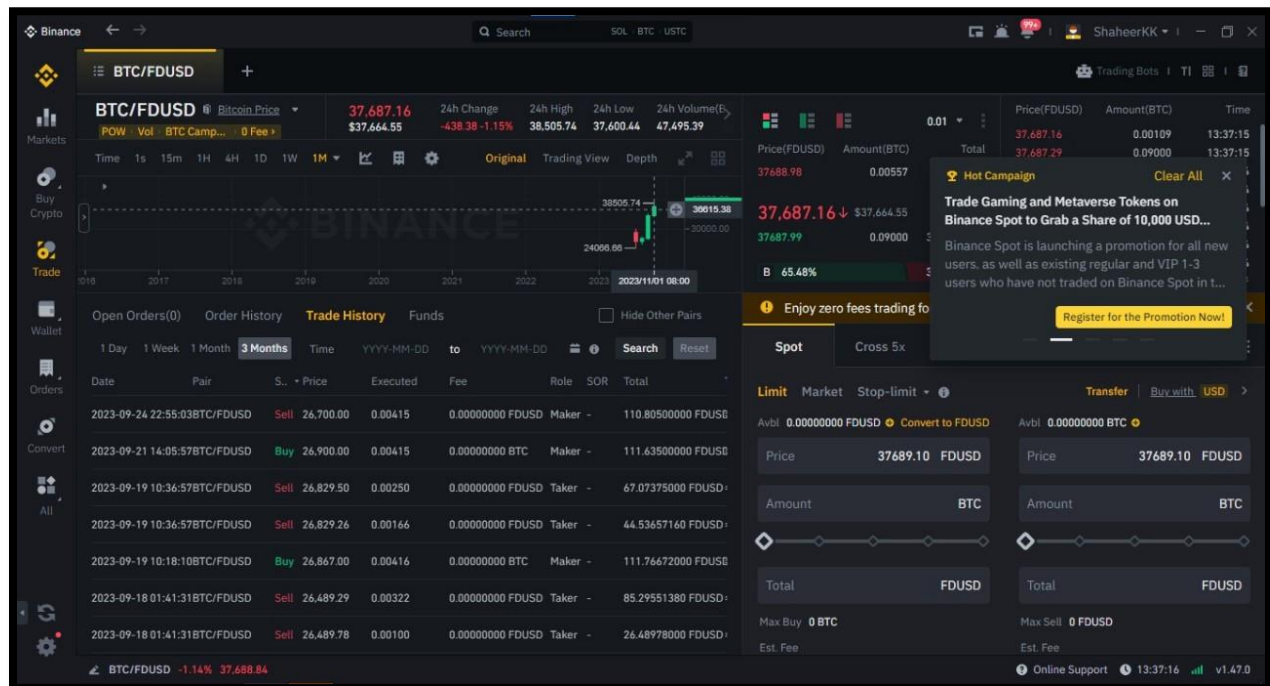 Binance
Search SOL BTC USTC
99+
ShaheerKK
BTC/FDUSD +
Trading Bots
Markets
Buy Crypto
Trade
Wallet
Orders
Convert
All
BTC/FDUSD Bitcoin Price
POW Vol BTC Camp... 0 Fee
37,687.16
$37,664.55
24h Change
-438.38 -1.15%
24h High
38,505.74
24h Low
37,600.44
24h Volume(B
47,495.39
Time 1s 15m 1H 4H 1D 1W 1M
Original Trading View Depth
BINANCE
38505.74
36615.38
30000.00
24066.66
2016 2017 2018 2019 2020 2021 2022 2023 2023/11/01 08:00
0.01
Price(FDUSD) Amount(BTC) Total
37688.98 0.00557
37,687.16↓ $37,664.55
37687.99 0.09000
B 65.48%
Price(FDUSD) Amount(BTC) Time
37,687.16 0.00109 13:37:15
37,687.29 0.09000 13:37:15
Hot Campaign Clear All
Trade Gaming and Metaverse Tokens on
Binance Spot to Grab a Share of 10,000 USD...
Binance Spot is launching a promotion for all new
users, as well as existing regular and VIP 1-3
users who have not traded on Binance Spot in t...
Register for the Promotion Now!
Enjoy zero fees trading fo
Open Orders(0) Order History Trade History Funds Hide Other Pairs
1 Day 1 Week 1 Month 3 Months Time YYYY-MM-DD to YYYY-MM-DD Search Reset
Date Pair S.. Price Executed Fee Role SOR Total
2023-09-24 22:55:03BTC/FDUSD Sell 26,700.00 0.00415 0.00000000 FDUSD Maker - 110.80500000 FDUSD
2023-09-21 14:05:57BTC/FDUSD Buy 26,900.00 0.00415 0.00000000 BTC Maker - 111.63500000 FDUSD
2023-09-19 10:36:57BTC/FDUSD Sell 26,829.50 0.00250 0.00000000 FDUSD Taker - 67.07375000 FDUSD
2023-09-19 10:36:57BTC/FDUSD Sell 26,829.26 0.00166 0.00000000 FDUSD Taker - 44.53657160 FDUSD
2023-09-19 10:18:10BTC/FDUSD Buy 26,867.00 0.00416 0.00000000 BTC Maker - 111.76672000 FDUSD
2023-09-18 01:41:31BTC/FDUSD Sell 26,489.29 0.00322 0.00000000 FDUSD Taker - 85.29551380 FDUSD
2023-09-18 01:41:31BTC/FDUSD Sell 26,489.78 0.00100 0.00000000 FDUSD Taker - 26.48978000 FDUSD
Spot Cross 5x
Limit Market Stop-limit
Transfer Buy with USD
Avbl 0.00000000 FDUSD Convert to FDUSD
Avbl 0.00000000 BTC
Price 37689.10 FDUSD
Price 37689.10 FDUSD
Amount BTC
Amount BTC
Total FDUSD
Total FDUSD
Max Buy 0 BTC
Max Sell 0 FDUSD
Est. Fee
Est. Fee
BTC/FDUSD -1.14% 37,688.84
Online Support 13:37:16 v1.47.0